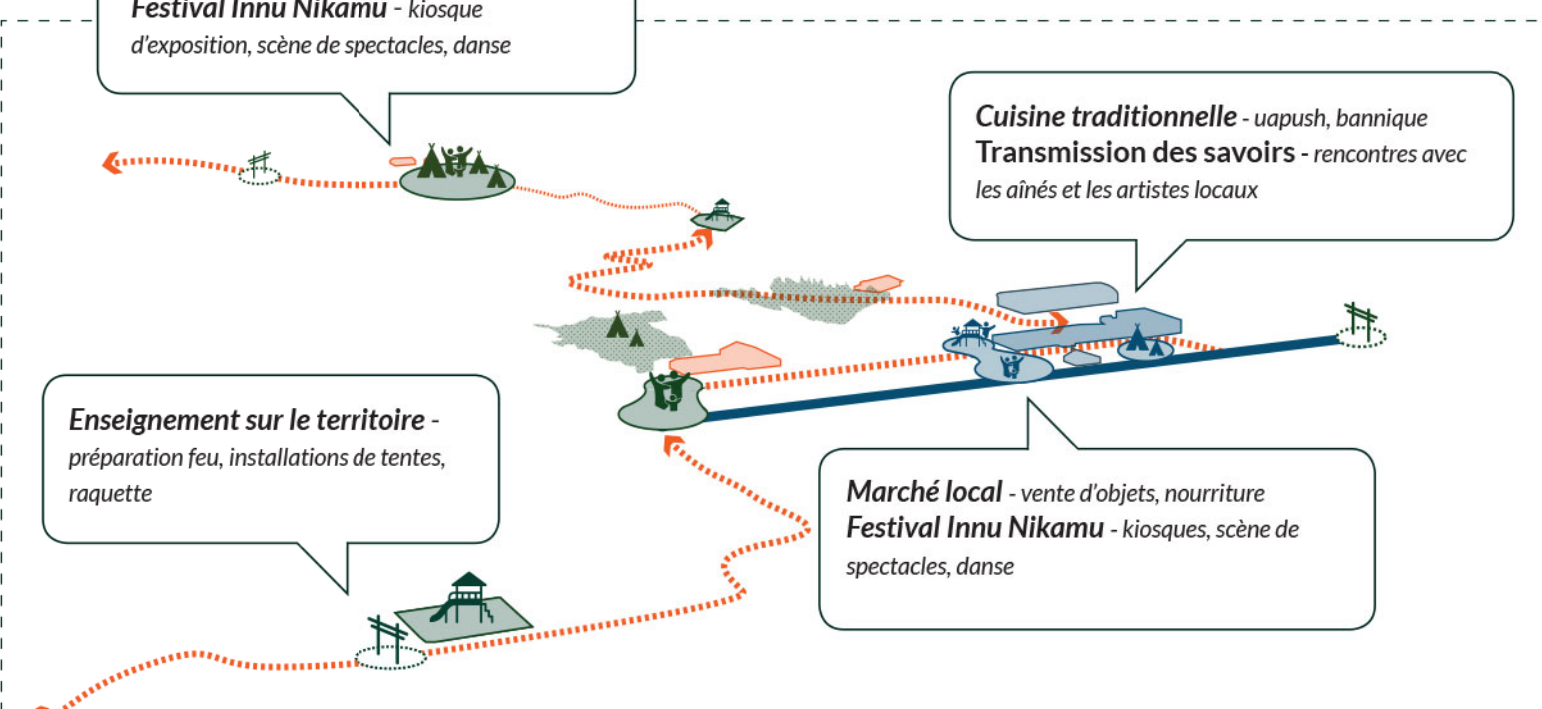 Festival Innu Nikamu - kiosque
d'exposition, scène de spectacles, danse
Cuisine traditionnelle - uapush, bannique
Transmission des savoirs - rencontres avec
les aînés et les artistes locaux
Enseignement sur le territoire -
préparation feu, installations de tentes,
raquette
Marché local - vente d'objets, nourriture
Festival Innu Nikamu - kiosques, scène de
spectacles, danse